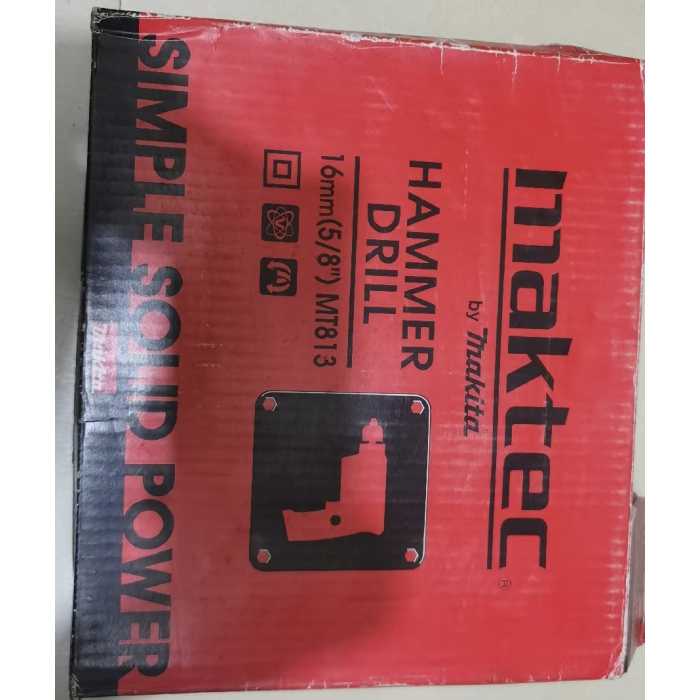 maktec®
by makita
HAMMER
DRILL
16mm(5/8") MT813
V
SIMPLE SOLID POWER